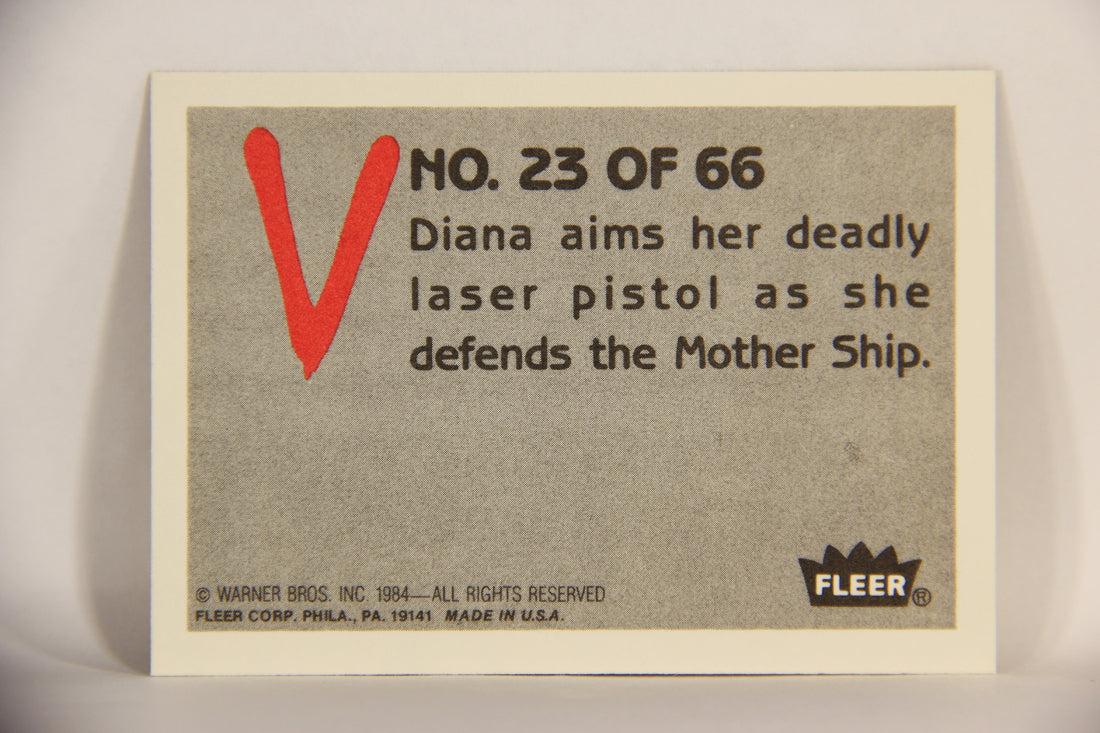 V
NO. 23 OF 66
Diana aims her deadly
laser pistol as she
defends the Mother Ship.
FLEER®
© WARNER BROS. INC. 1984—ALL RIGHTS RESERVED
FLEER CORP. PHILA., PA. 19141 MADE IN U.S.A.